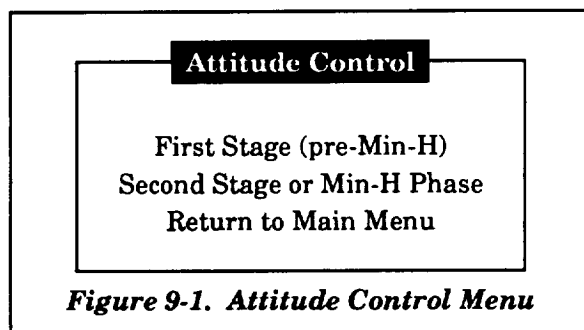 Attitude Control
First Stage (pre-Min-H)
Second Stage or Min-H Phase
Return to Main Menu
Figure 9-1. Attitude Control Menu